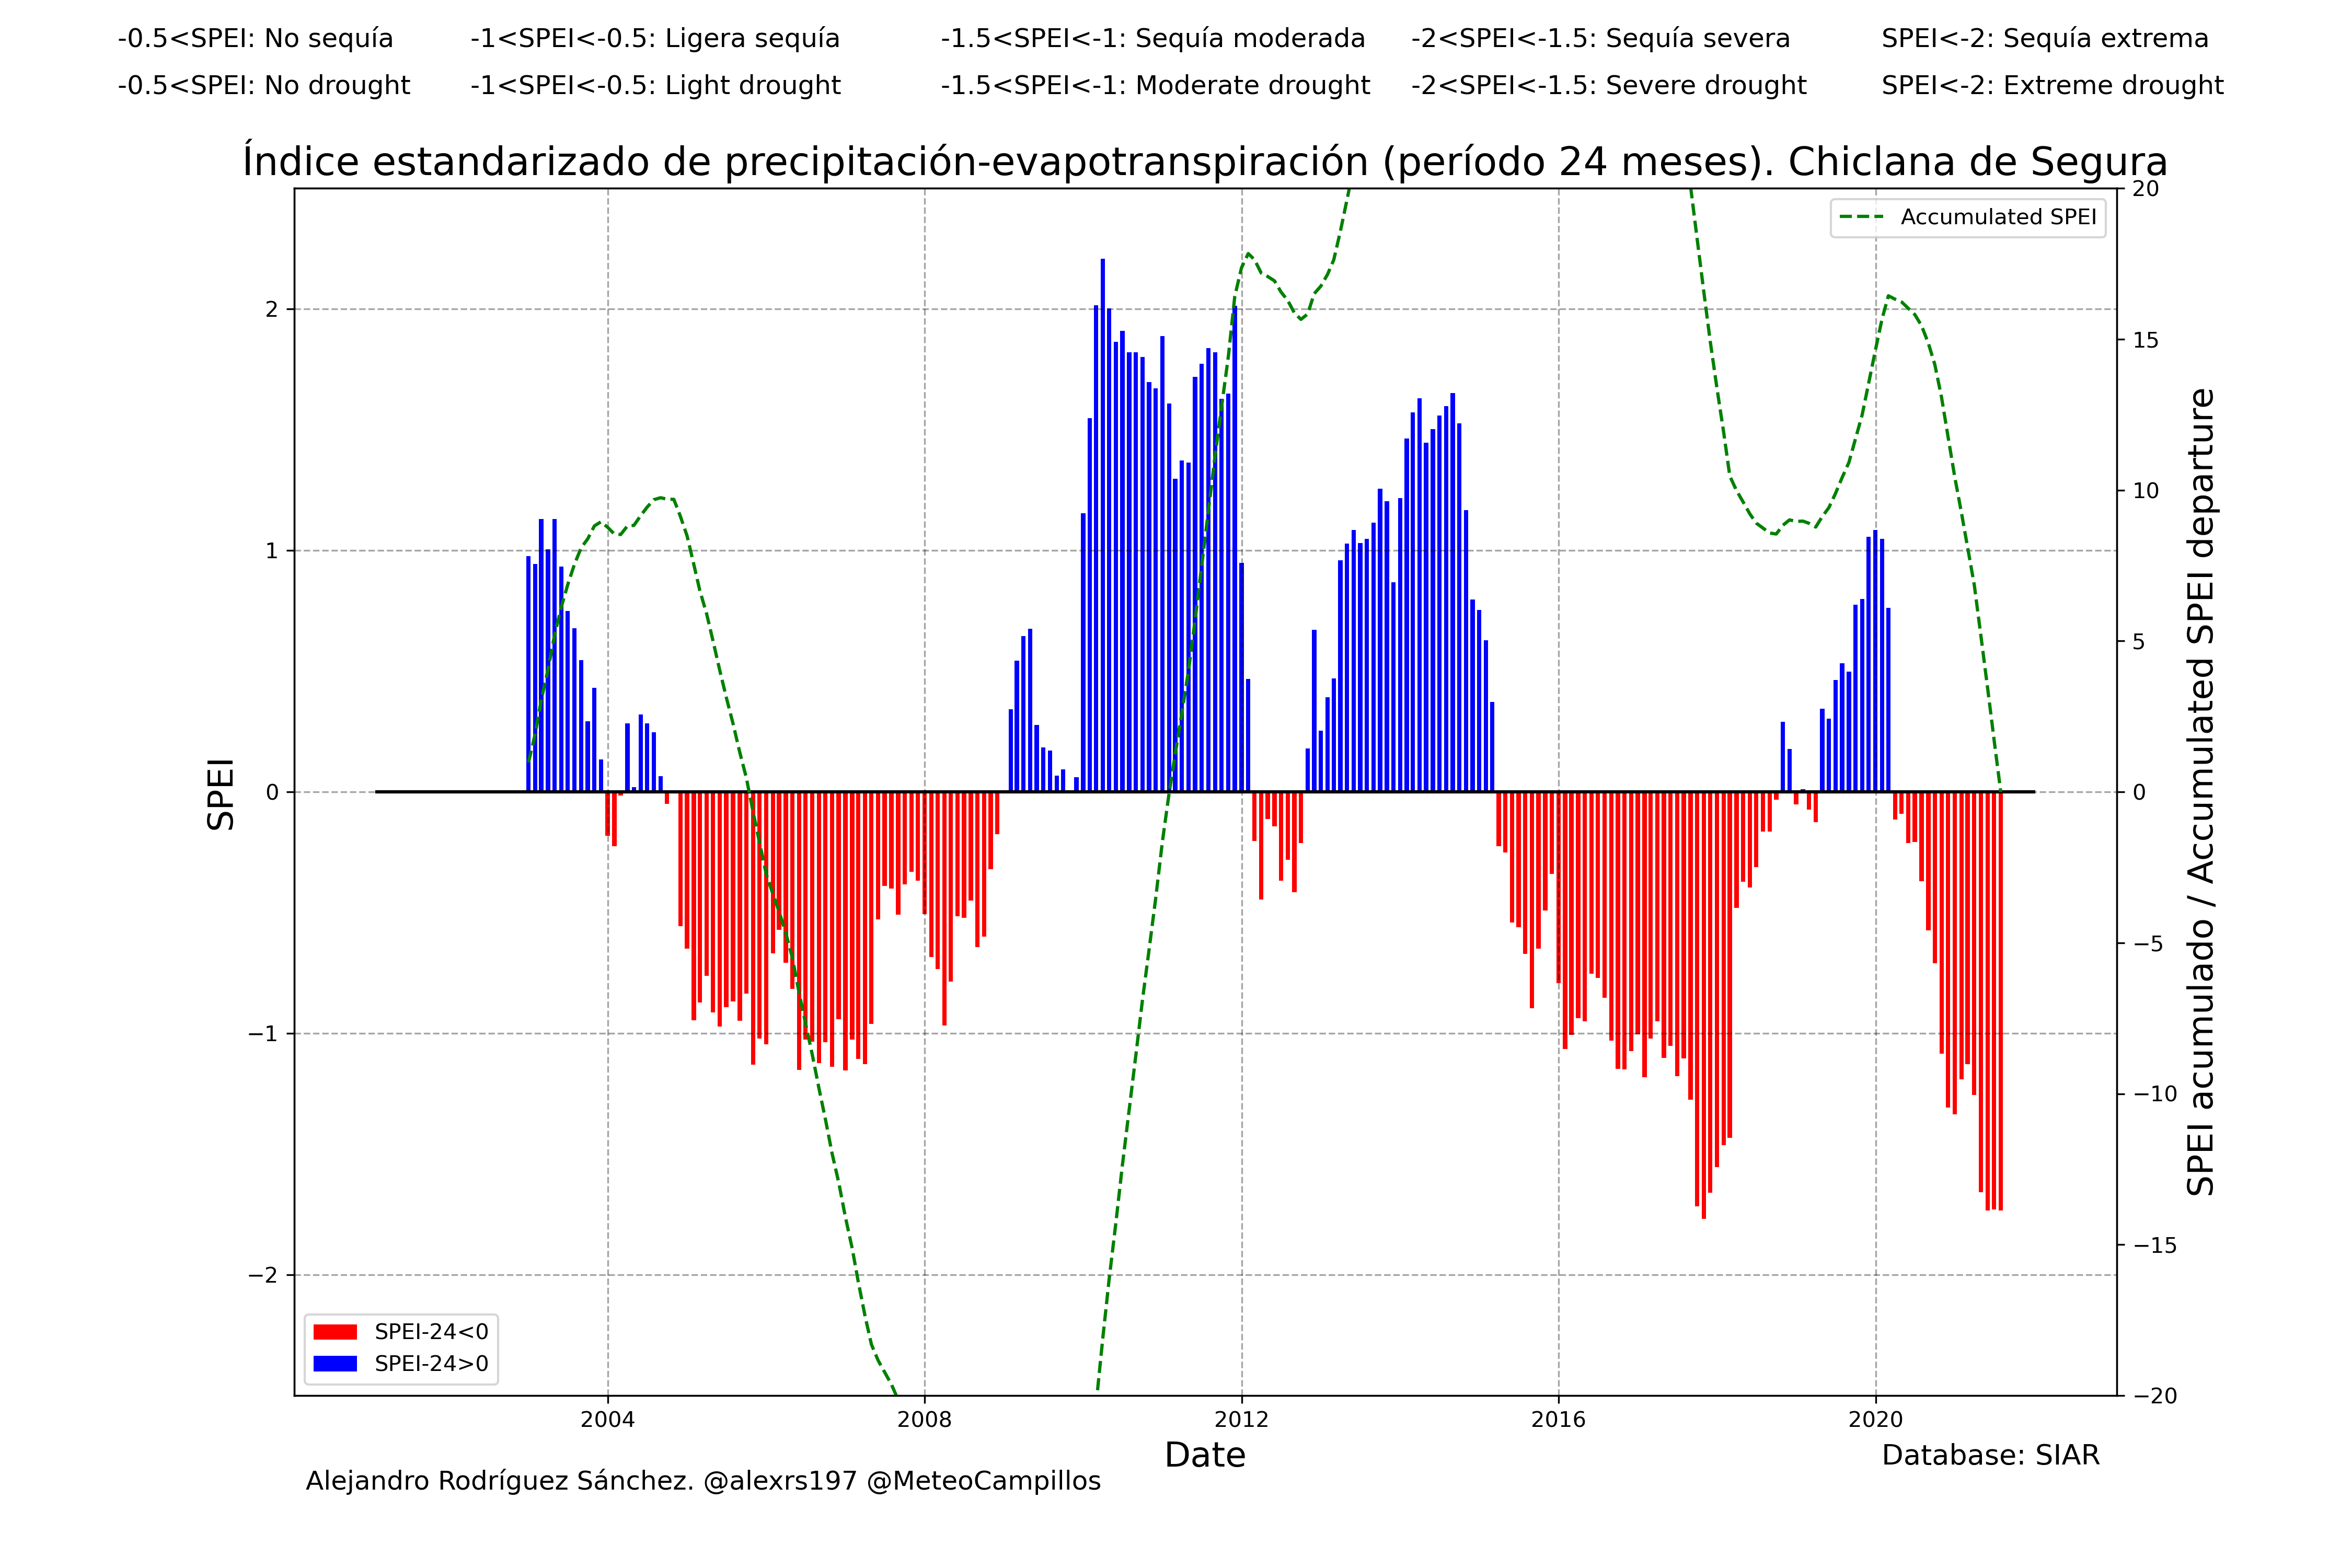 -0.5<SPEI: No sequía
-1<SPEI<-0.5: Ligera sequía
-1.5<SPEI<-1: Sequía moderada
-2<SPEI<-1.5: Sequía severa
SPEI<-2: Sequía extrema
-0.5<SPEI: No drought
-1<SPEI<-0.5: Light drought
-1.5<SPEI<-1: Moderate drought
-2<SPEI<-1.5: Severe drought
SPEI<-2: Extreme drought
Índice estandarizado de precipitación-evapotranspiración (período 24 meses). Chiclana de Segura
Accumulated SPEI
SPEI
2
1
0
−1
−2
20
15
10
5
0
−5
−10
−15
−20
SPEI acumulado / Accumulated SPEI departure
SPEI-24<0
SPEI-24>0
2004
2008
2012
2016
2020
Date
Database: SIAR
Alejandro Rodríguez Sánchez. @alexrs197 @MeteoCampillos